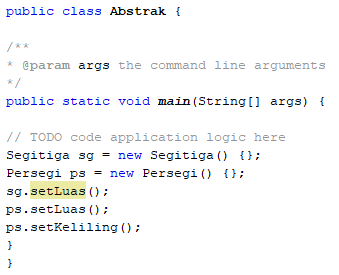 public class Abstrak {
/**
* @param args the command line arguments
*/
public static void main(String[] args) {
// TODO code application logic here
Segitiga sg = new Segitiga() {};
Persegi ps = new Persegi() {};
sg.setLuas();
ps.setLuas();
ps.setKeliling();
}
}